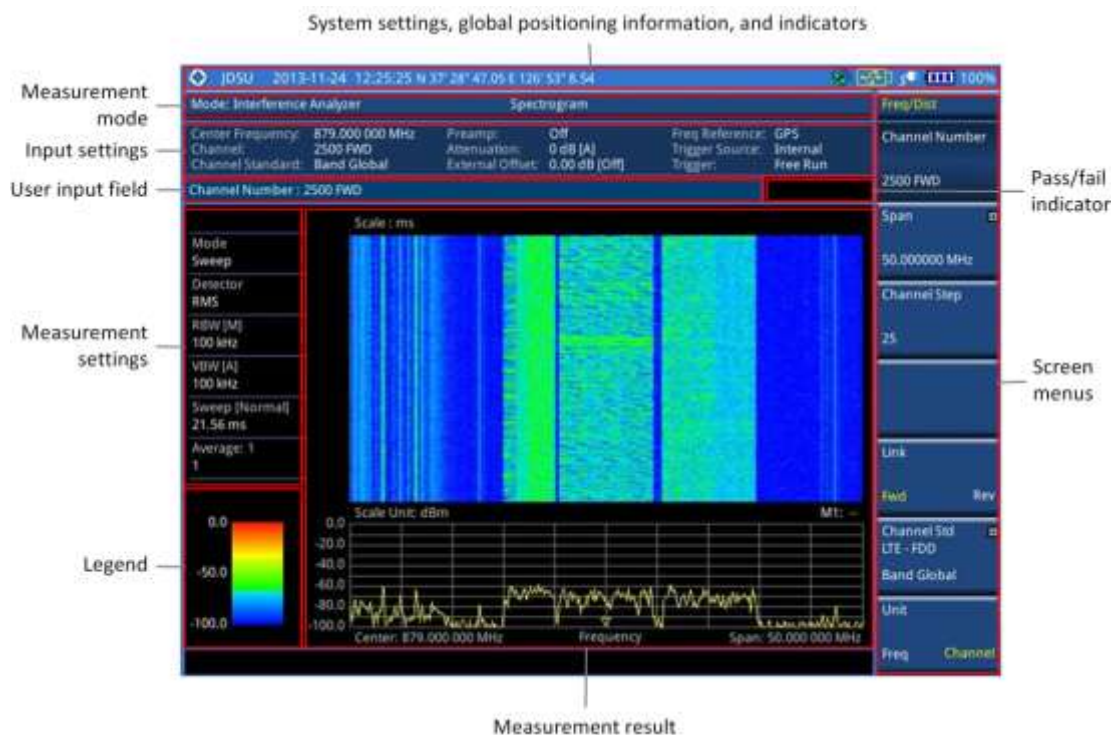 System settings, global positioning information, and indicators
JDSU 2013-11-24 12:25:25 N 37° 28" 47.05 E 126° 53" 8.54 100%
Measurement mode
Mode: Interference Analyzer Spectrogram
Freq/Dist
Input settings
Center Frequency: 879.000 000 MHz Preamp: Off Freq Reference: GPS
Channel: 2500 FWD Attenuation: 0 dB [A] Trigger Source: Internal
Channel Standard: Band Global External Offset: 0.00 dB [Off] Trigger: Free Run
Channel Number
2500 FWD
User input field
Channel Number : 2500 FWD
Pass/fail indicator
Measurement settings
Mode
Sweep
Detector
RMS
RBW [M]
100 kHz
VBW [A]
100 kHz
Sweep [Normal]
21.56 ms
Average: 1
1
Scale : ms
Span
50.000000 MHz
Channel Step
25
Screen menus
Link
Fwd Rev
Channel Std
LTE - FDD
Band Global
Unit
Freq Channel
Legend
0.0
-50.0
-100.0
Scale Unit: dBm M1: --
0.0
-20.0
-40.0
-60.0
-80.0
-100.0
Center: 879.000 000 MHz Frequency Span: 50.000 000 MHz
Measurement result